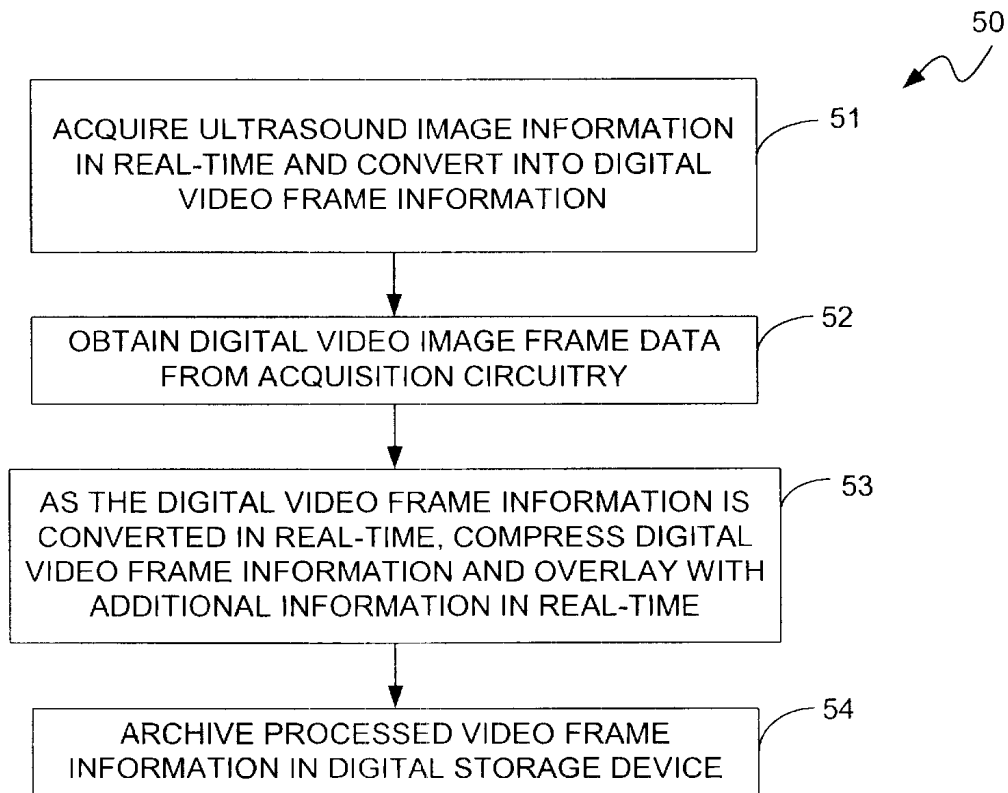 50
ACQUIRE ULTRASOUND IMAGE INFORMATION
IN REAL-TIME AND CONVERT INTO DIGITAL
VIDEO FRAME INFORMATION
51
OBTAIN DIGITAL VIDEO IMAGE FRAME DATA
FROM ACQUISITION CIRCUITRY
52
AS THE DIGITAL VIDEO FRAME INFORMATION IS
CONVERTED IN REAL-TIME, COMPRESS DIGITAL
VIDEO FRAME INFORMATION AND OVERLAY WITH
ADDITIONAL INFORMATION IN REAL-TIME
53
ARCHIVE PROCESSED VIDEO FRAME
INFORMATION IN DIGITAL STORAGE DEVICE
54